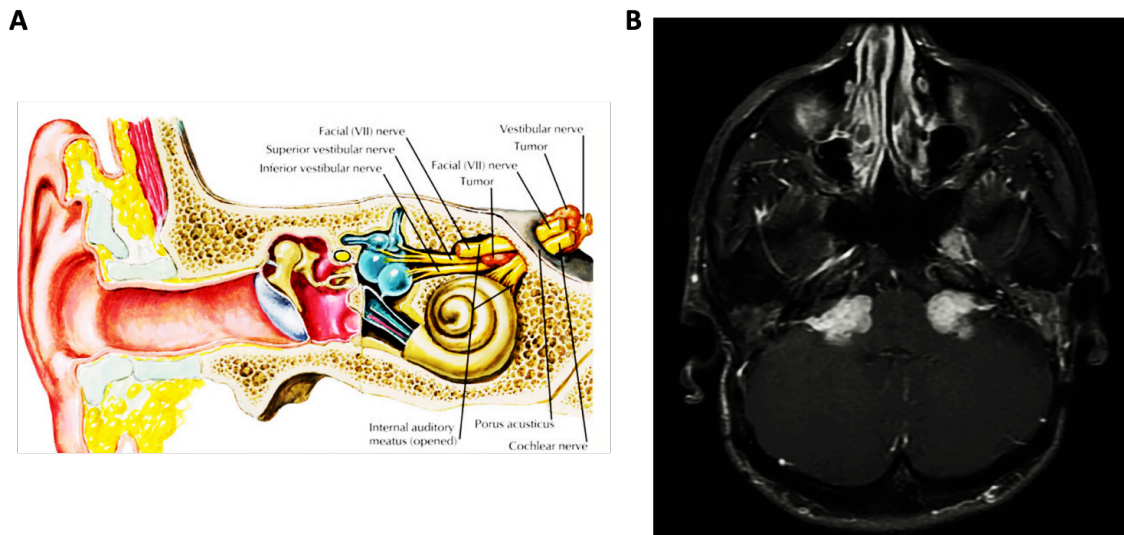 A
B
Facial (VII) nerve
Superior vestibular nerve
Inferior vestibular nerve
Facial (VII) nerve
Tumor
Vestibular nerve
Tumor
Internal auditory
meatus (opened)
Porus acusticus
Cochlear nerve